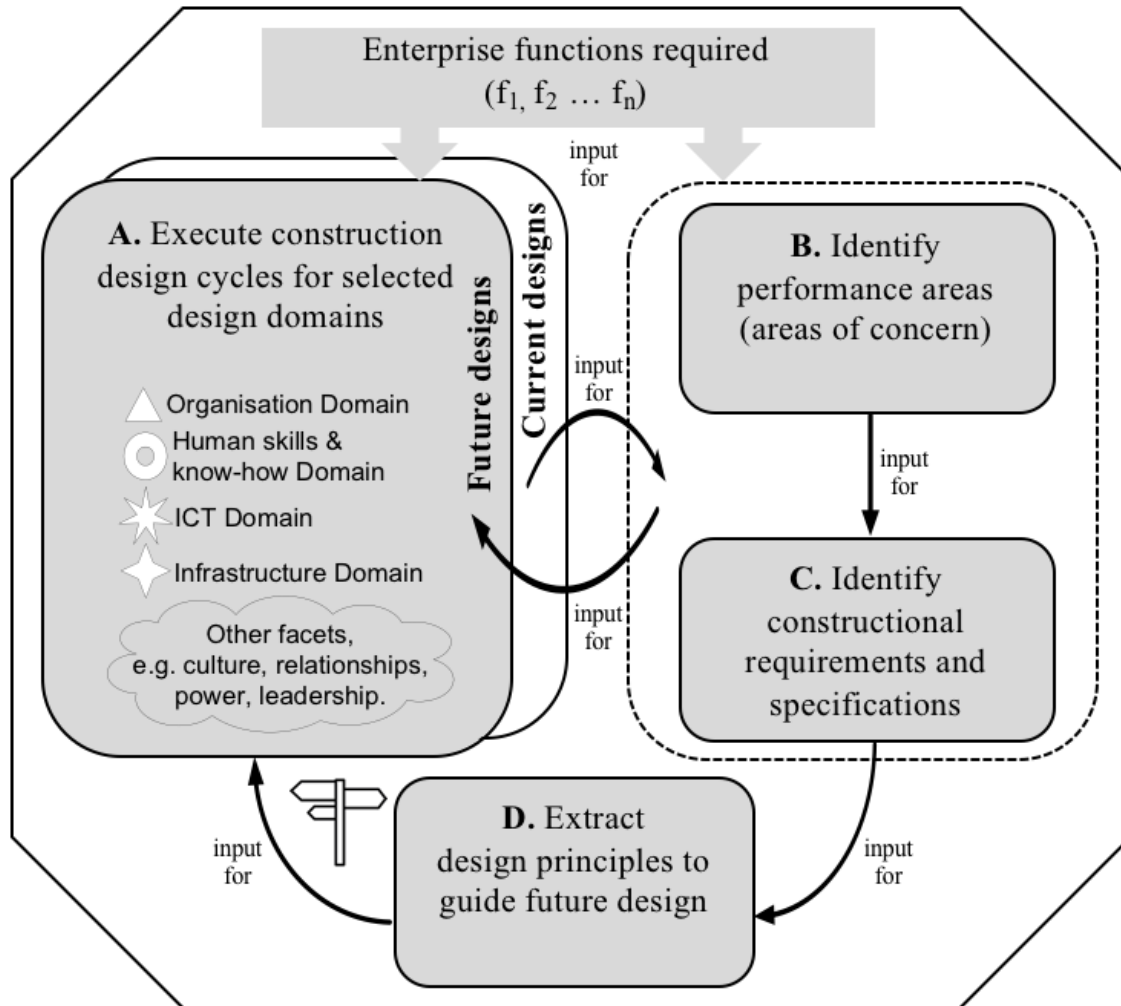 Enterprise functions required
(f1, f2 … fn)
input
for
A. Execute construction
design cycles for selected
design domains
Organisation Domain
Human skills &
know-how Domain
ICT Domain
Infrastructure Domain
Other facets,
e.g. culture, relationships,
power, leadership.
Future designs
Current designs
input
for
input
for
B. Identify
performance areas
(areas of concern)
input
for
C. Identify
constructional
requirements and
specifications
input
for
D. Extract
design principles to
guide future design
input
for